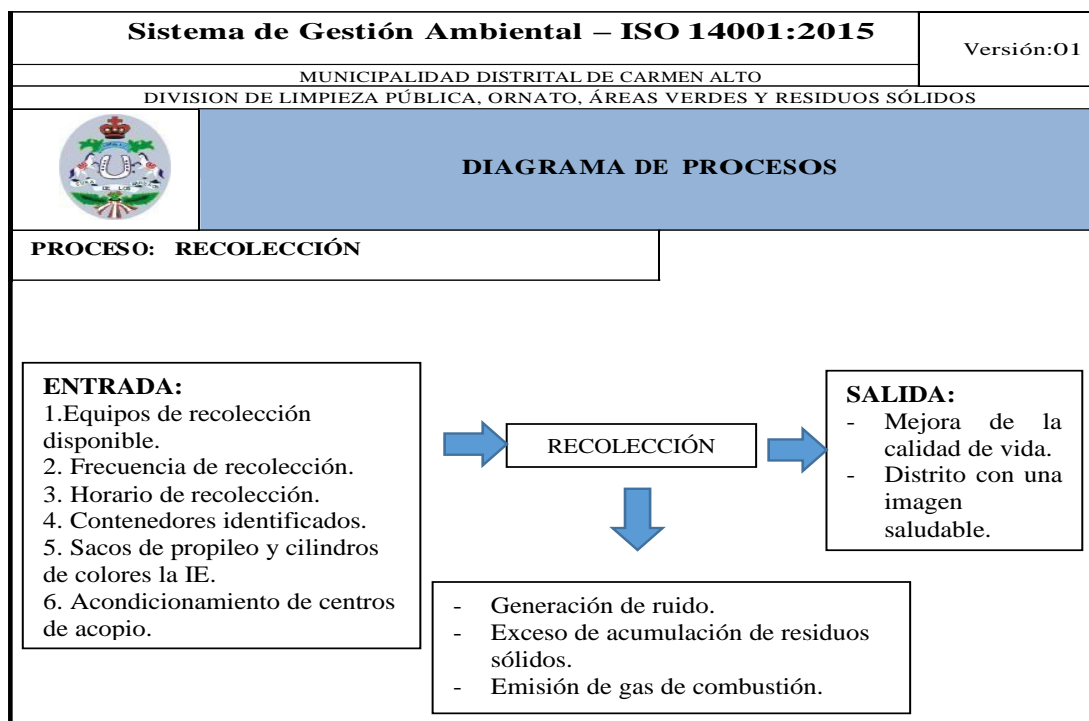 Sistema de Gestión Ambiental – ISO 14001:2015
Versión:01
MUNICIPALIDAD DISTRITAL DE CARMEN ALTO
DIVISION DE LIMPIEZA PÚBLICA, ORNATO, ÁREAS VERDES Y RESIDUOS SÓLIDOS
DE LOS
DIAGRAMA DE PROCESOS
PROCESO: RECOLECCIÓN
ENTRADA:
1.Equipos de recolección
disponible.
2. Frecuencia de recolección.
3. Horario de recolección.
4. Contenedores identificados.
5. Sacos de propileo y cilindros
de colores la IE.
6. Acondicionamiento de centros
de acopio.
RECOLECCIÓN
SALIDA:
- Mejora de la
calidad de vida.
- Distrito con una
imagen
saludable.
- Generación de ruido.
- Exceso de acumulación de residuos
sólidos.
- Emisión de gas de combustión.